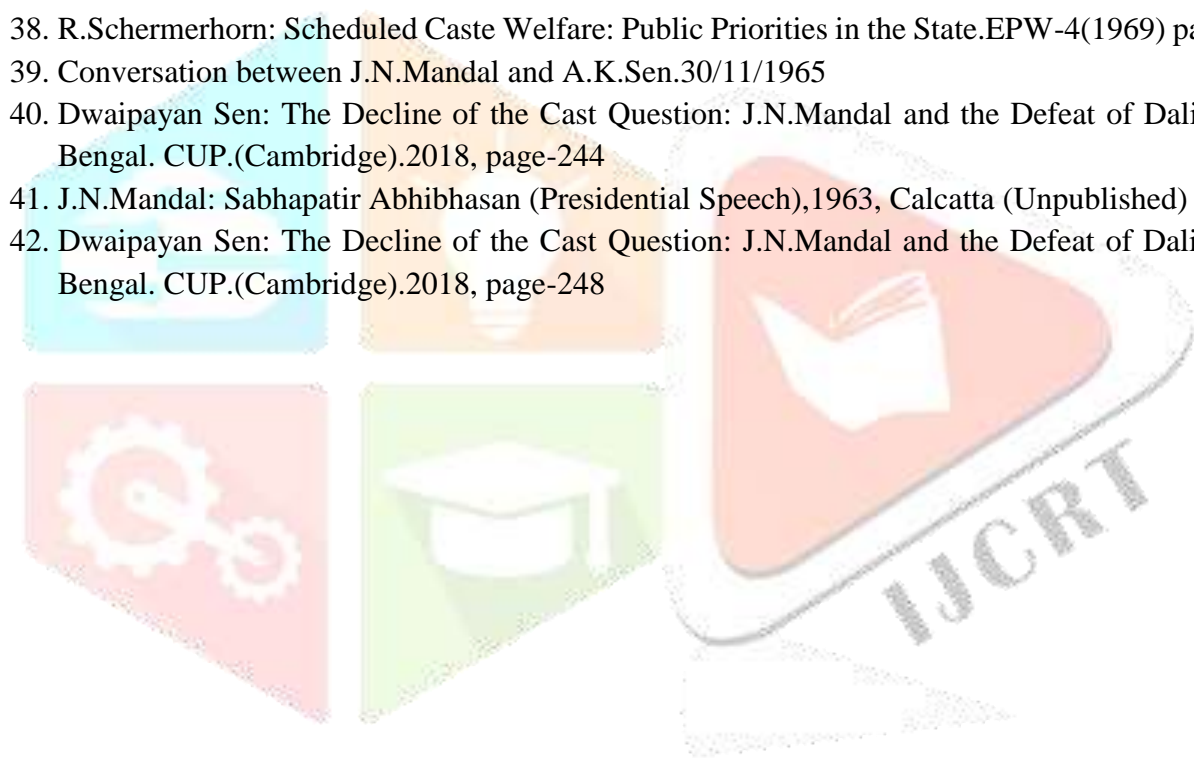 38. R.Schermerhorn: Scheduled Caste Welfare: Public Priorities in the State.EPW-4(1969)
39. Conversation between J.N.Mandal and A.K.Sen.30/11/1965
40. Dwaipayan Sen: The Decline of the Cast Question: J.N.Mandal and the Defeat of
Bengal. CUP.(Cambridge).2018, page-244
41. J.N.Mandal: Sabhapatir Abhibhasan (Presidential Speech),1963, Calcatta (Unpublished)
42. Dwaipayan Sen: The Decline of the Cast Question: J.N.Mandal and the Defeat of
Bengal. CUP.(Cambridge).2018, page-248
IJCRT